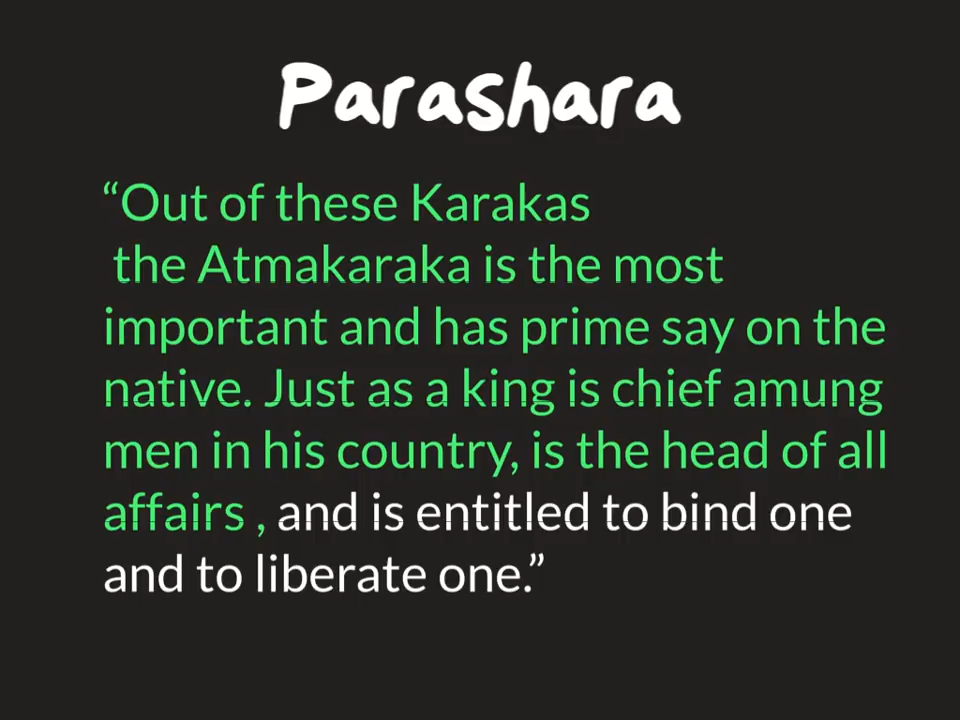 Parashara
“Out of these Karakas
the Atmakaraka is the most
important and has prime say on the
native. Just as a king is chief amung
men in his country, is the head of all
affairs , and is entitled to bind one
and to liberate one.”